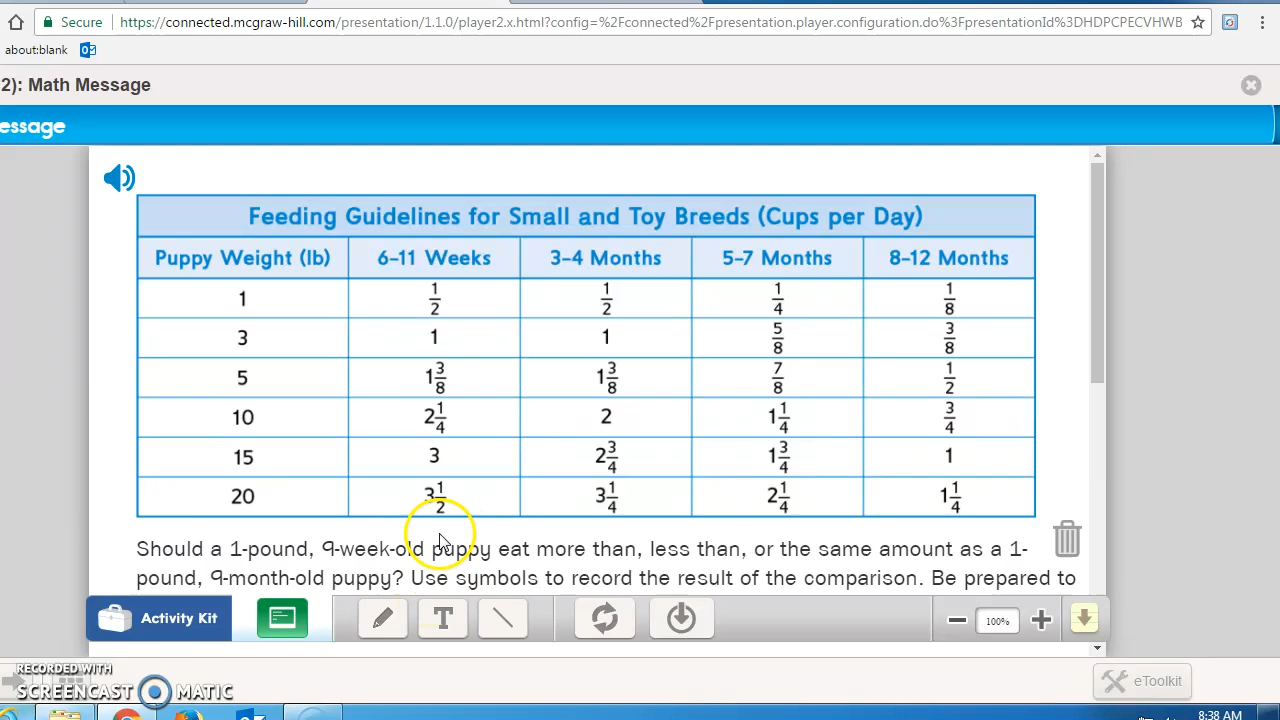 Secure https://connected.mcgraw-hill.com/presentation/1.1.0/player2.x.html?config=%2Fconnected%2Fpresentation.player.configuration.do%3FpresentationId%3DHDPCPECVHWB
about:blank
2): Math Message
essage
Feeding Guidelines for Small and Toy Breeds (Cups per Day)
Puppy Weight (lb) 6–11 Weeks 3–4 Months 5–7 Months 8–12 Months
1 1/2 1/2 1/4 1/8
3 1 1 5/8 3/8
5 1 3/8 1 3/8 7/8 1/2
10 2 1/4 2 1 1/4 3/4
15 3 2 3/4 1 3/4 1
20 3 1/2 3 1/4 2 1/4 1 1/4
Should a 1-pound, 9-week-old puppy eat more than, less than, or the same amount as a 1-
pound, 9-month-old puppy? Use symbols to record the result of the comparison. Be prepared to
Activity Kit T 100%
RECORDED WITH
SCREENCAST MATIC
eToolkit
8:38 AM